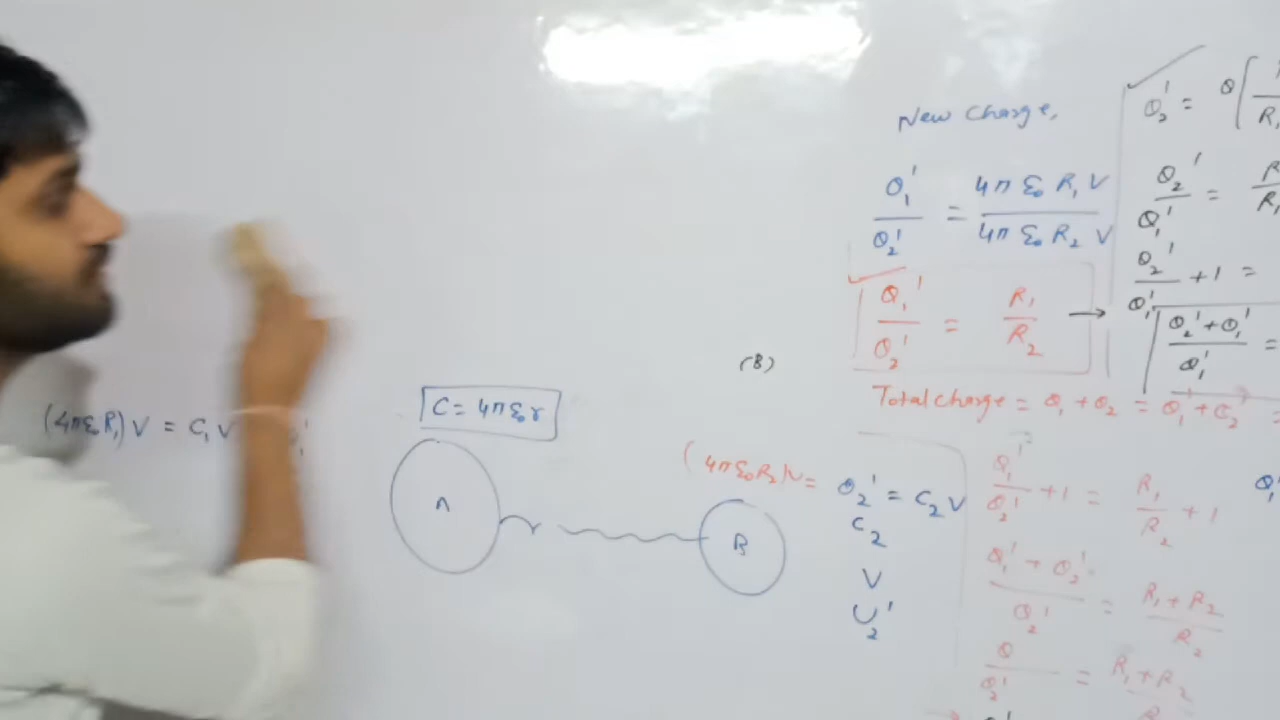 New Charge,
Q₁'/Q₂' = 4π ε₀ R₁ V / 4π ε₀ R₂ V
Q₁'/Q₂' = R₁/R₂ →
Total charge = Q₁ + Q₂ = Q₁' + Q₂' =
Q₁'/Q₂' + 1 = R₁/R₂ + 1
Q₁' + Q₂'/Q₂' = R₁ + R₂/R₂
Q/Q₂' = R₁ + R₂
Q₂' = Q
Q₂'/Q₁' =
Q₂'/Q₁' + 1 =
Q₂' + Q₁'/Q₁' =
(B)
C = 4πε₀r
(4πε₀R₁) V = C₁ V
A
B
(4πε₀R₂)V = Q₂' = C₂ V
C₂
V
U₂'